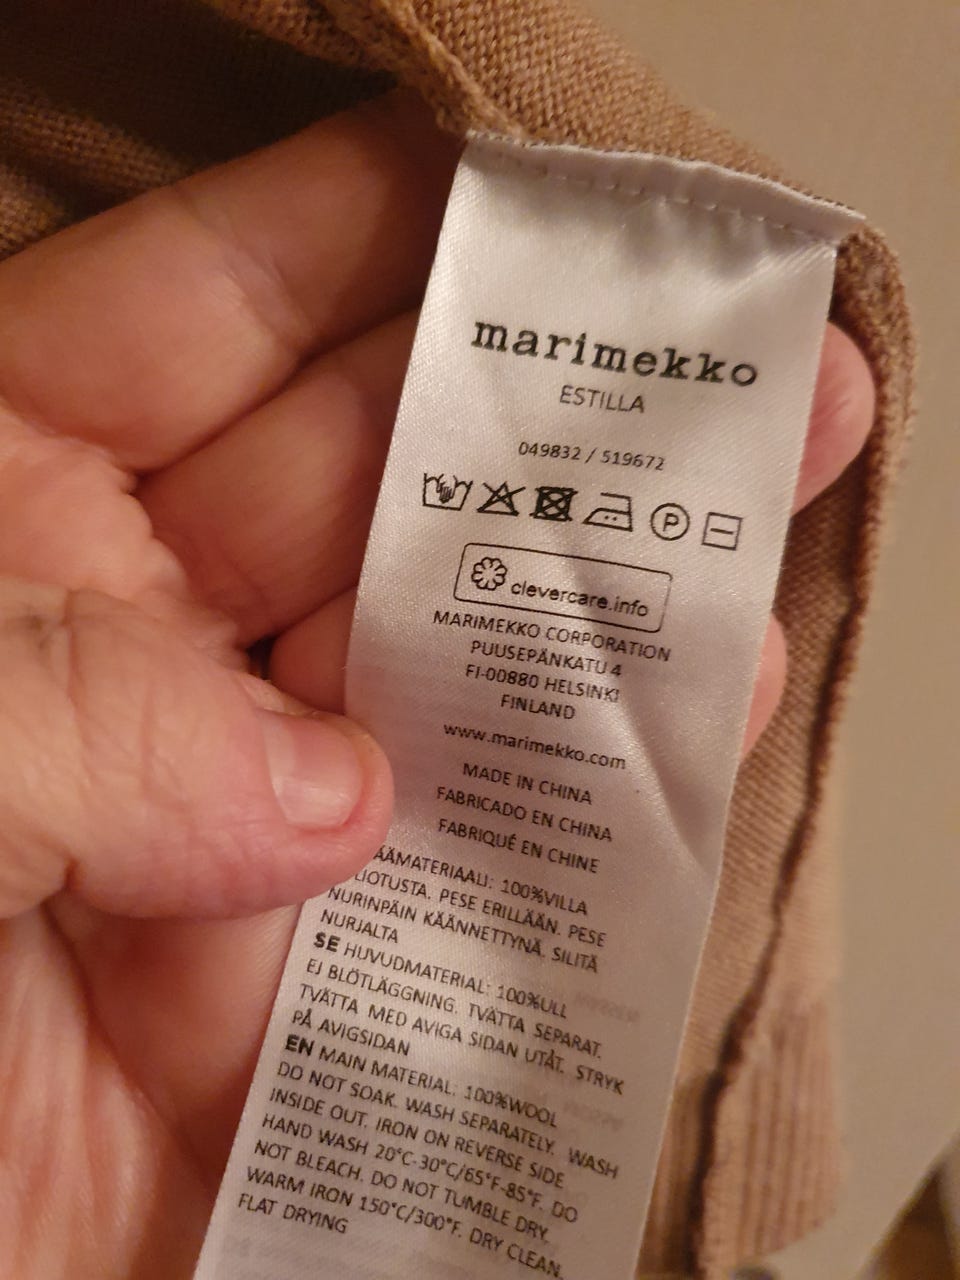 marimekko
ESTILLA
049832 / 519672
P
clevercare.info
MARIMEKKO CORPORATION
PUUSEPÄNKATU 4
FI-00880 HELSINKI
FINLAND
www.marimekko.com
MADE IN CHINA
FABRICADO EN CHINA
FABRIQUÉ EN CHINE
100%VILLA
PESE ERILLÄÄN. PESE
NURINPÄIN KÄÄNNETTYNÄ. SILITÄ
NURJALTA
SE HUVUDMATERIAL: 100%ULL
EJ BLÖTLÄGGNING. TVÄTTA SEPARAT.
TVÄTTA MED AVIGA SIDAN UTÅT. STRYK
PÅ AVIGSIDAN
EN MAIN MATERIAL: 100%WOOL
DO NOT SOAK. WASH SEPARATELY. WASH
INSIDE OUT. IRON ON REVERSE SIDE
HAND WASH 20°C-30°C/65°F-85°F. DO
NOT BLEACH. DO NOT TUMBLE DRY.
WARM IRON 150°C/300°F. DRY CLEAN.
FLAT DRYING